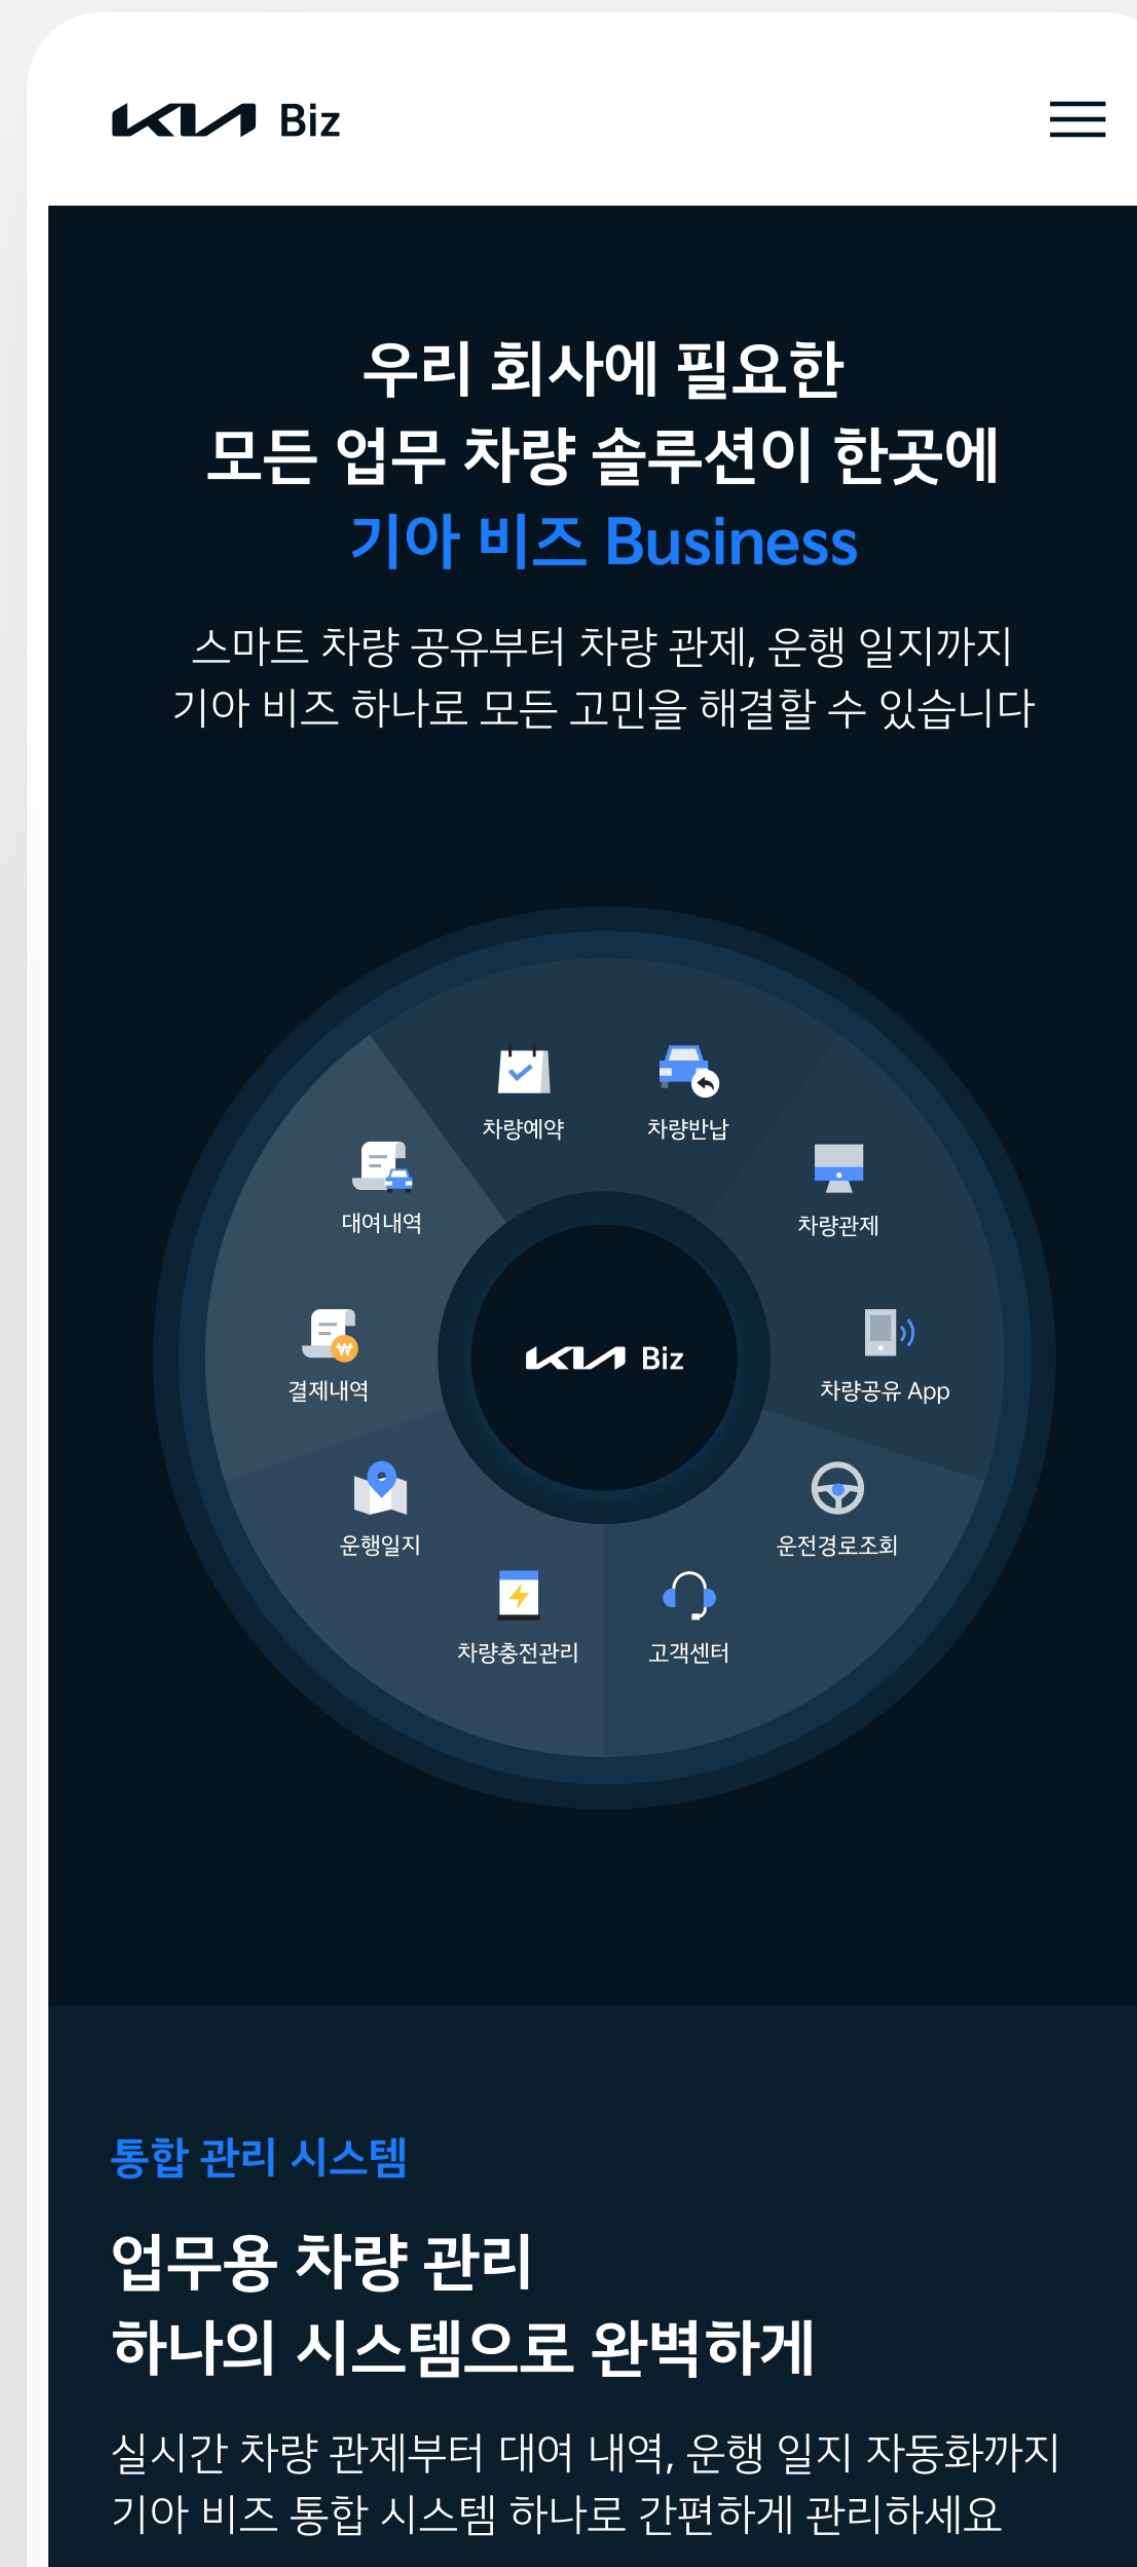 KIA Biz
우리 회사에 필요한
모든 업무 차량 솔루션이 한곳에
기아 비즈 Business
스마트 차량 공유부터 차량 관제, 운행 일지까지
기아 비즈 하나로 모든 고민을 해결할 수 있습니다
차량예약
차량반납
대여내역
차량관제
결제내역
₩
KIA Biz
차량공유 App
운행일지
운전경로조회
차량충전관리
고객센터
통합 관리 시스템
업무용 차량 관리
하나의 시스템으로 완벽하게
실시간 차량 관제부터 대여 내역, 운행 일지 자동화까지
기아 비즈 통합 시스템 하나로 간편하게 관리하세요